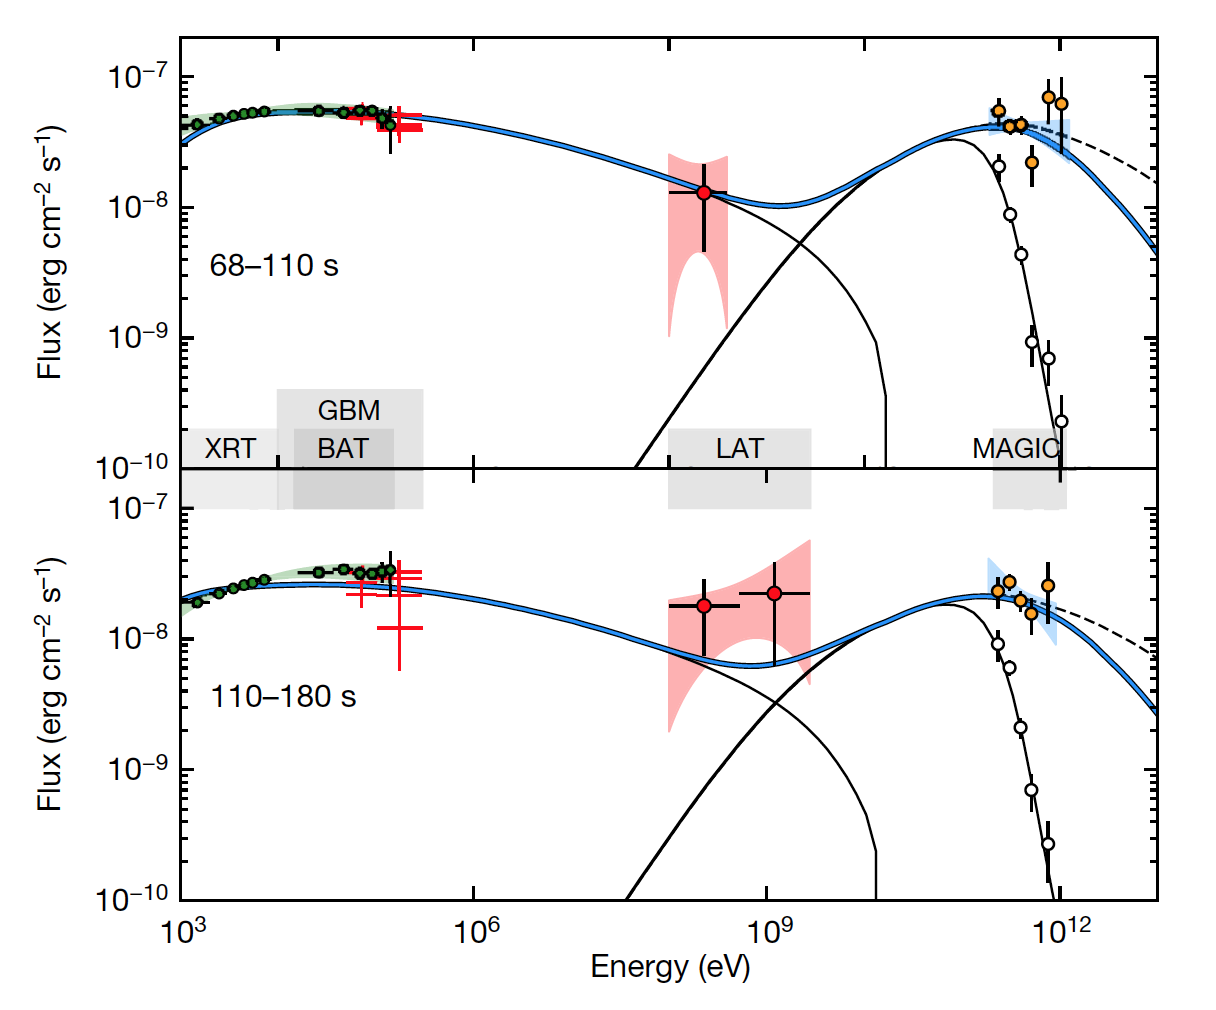 10⁻⁷
10⁻⁸
10⁻⁹
10⁻¹⁰
Flux (erg cm⁻² s⁻¹)
68–110 s
GBM
XRT BAT LAT MAGIC
10⁻⁷
10⁻⁸
10⁻⁹
10⁻¹⁰
Flux (erg cm⁻² s⁻¹)
110–180 s
10³ 10⁶ 10⁹ 10¹²
Energy (eV)